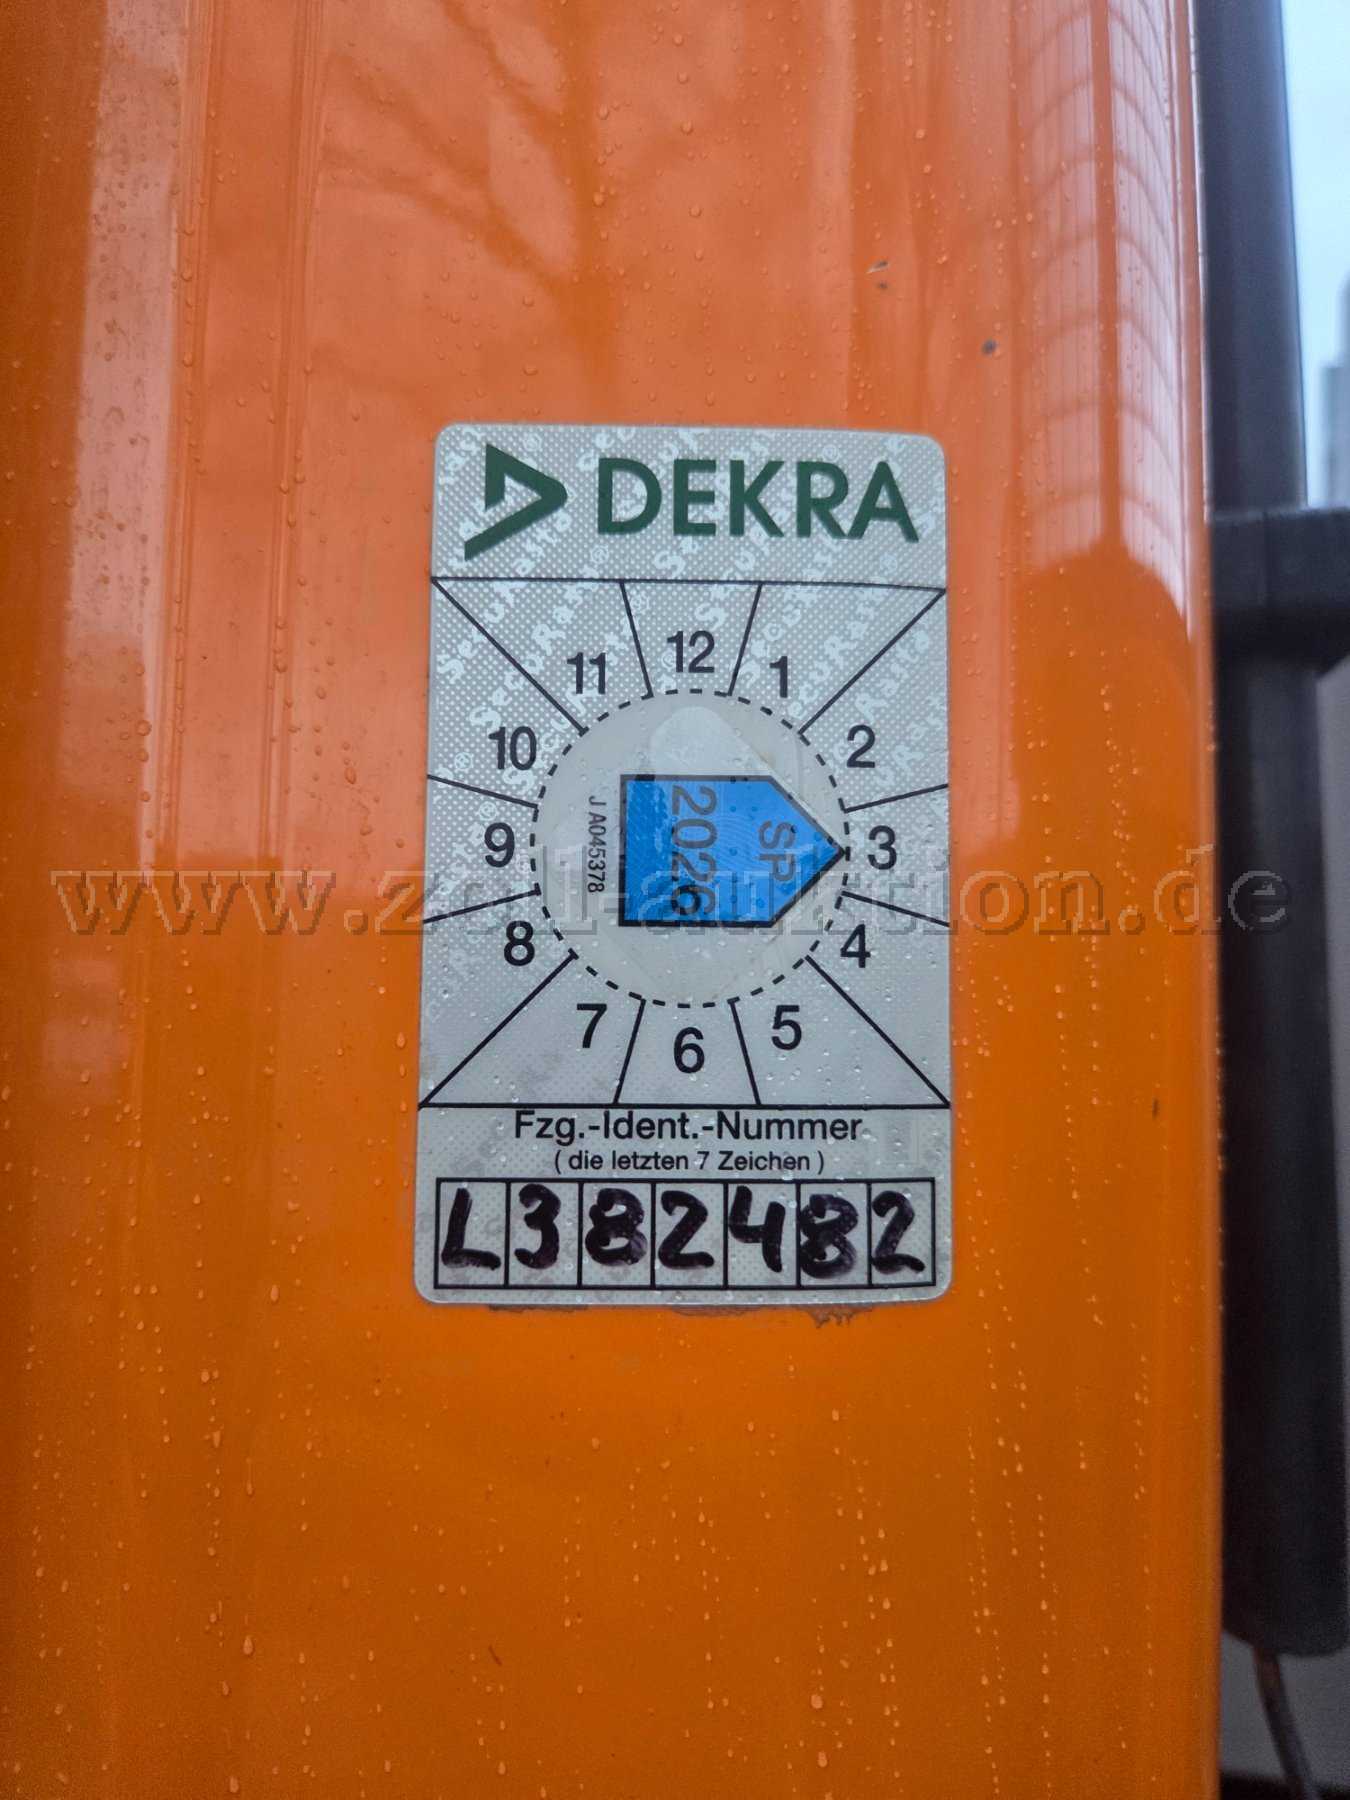 DEKRA
12
11
1
10
2
SP
2026
J A045378
9
3
www.zoll-auktion.de
8
4
7
5
6
Fzg.-Ident.-Nummer
( die letzten 7 Zeichen )
L382482